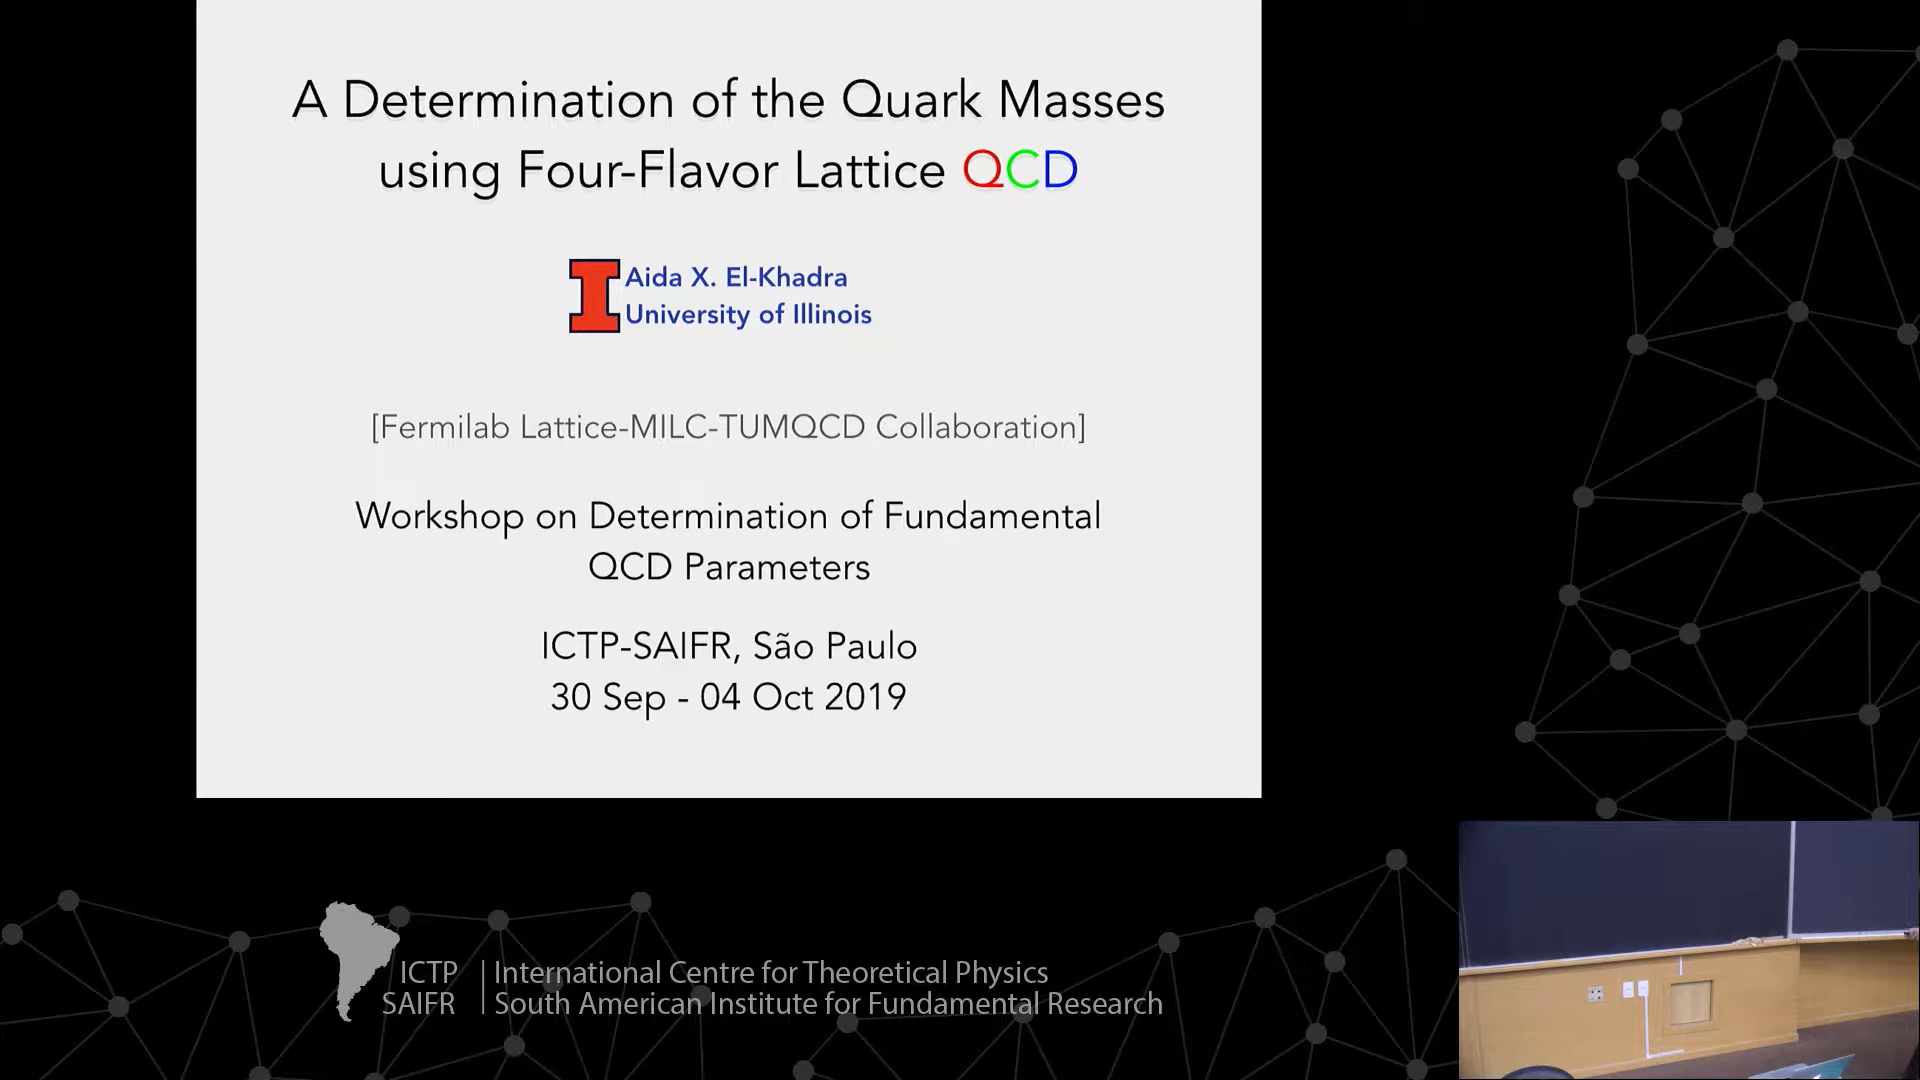 A Determination of the Quark Masses
using Four-Flavor Lattice QCD
Aida X. El-Khadra
University of Illinois
[Fermilab Lattice-MILC-TUMQCD Collaboration]
Workshop on Determination of Fundamental
QCD Parameters
ICTP-SAIFR, São Paulo
30 Sep - 04 Oct 2019
ICTP | International Centre for Theoretical Physics
SAIFR | South American Institute for Fundamental Research